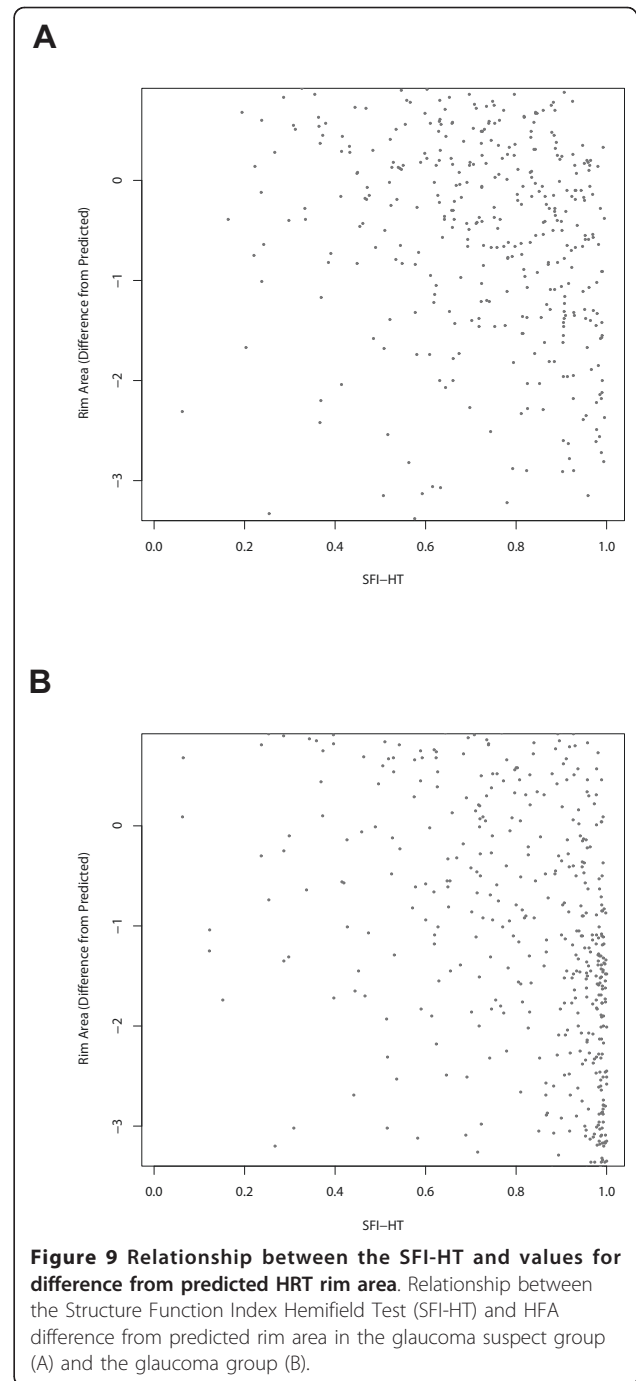 A
Rim Area (Difference from Predicted)
0
−1
−2
−3
0.0 0.2 0.4 0.6 0.8 1.0
SFI−HT
B
Rim Area (Difference from Predicted)
0
−1
−2
−3
0.0 0.2 0.4 0.6 0.8 1.0
SFI−HT
Figure 9 Relationship between the SFI-HT and values for
difference from predicted HRT rim area. Relationship between
the Structure Function Index Hemifield Test (SFI-HT) and HFA
difference from predicted rim area in the glaucoma suspect group
(A) and the glaucoma group (B).